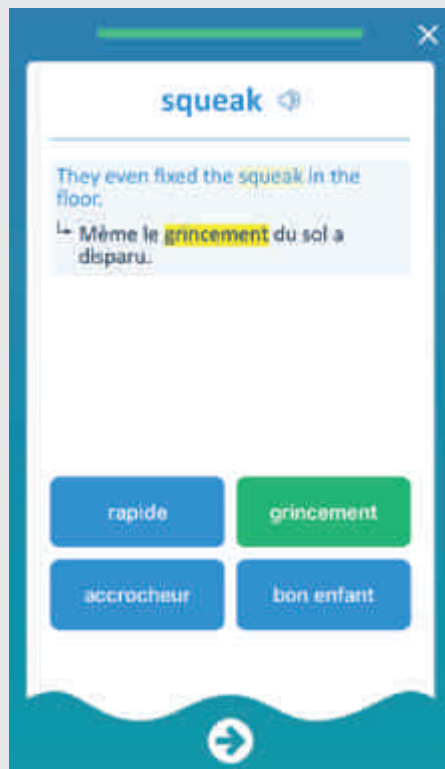 squeak
They even fixed the squeak in the
floor.
Même le grincement du sol a
disparu.
rapide
grincement
accrocheur
bon enfant